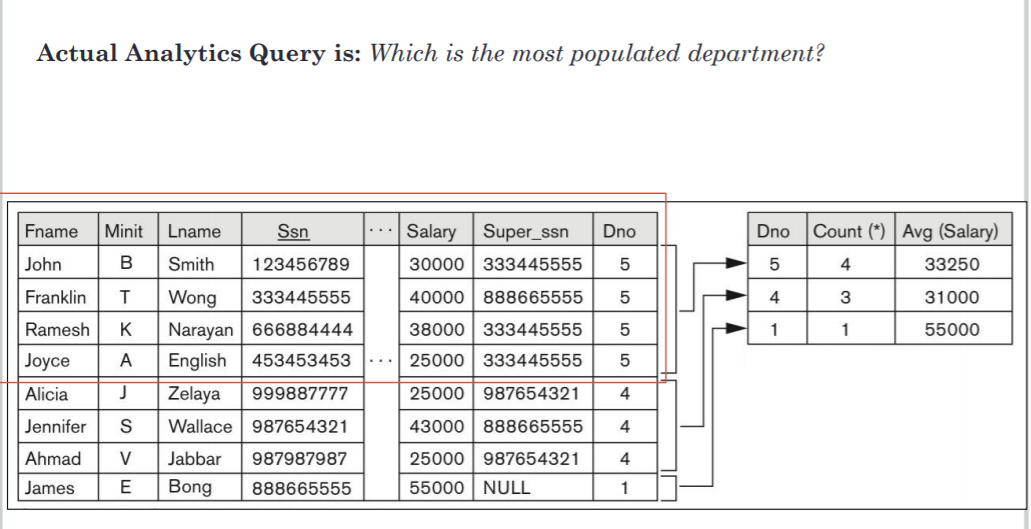 Actual Analytics Query is: Which is the most populated department?
Fname Minit Lname Ssn ··· Salary Super_ssn Dno
John B Smith 123456789 30000 333445555 5
Franklin T Wong 333445555 40000 888665555 5
Ramesh K Narayan 666884444 38000 333445555 5
Joyce A English 453453453 ··· 25000 333445555 5
Alicia J Zelaya 999887777 25000 987654321 4
Jennifer S Wallace 987654321 43000 888665555 4
Ahmad V Jabbar 987987987 25000 987654321 4
James E Bong 888665555 55000 NULL 1
Dno Count (*) Avg (Salary)
5 4 33250
4 3 31000
1 1 55000